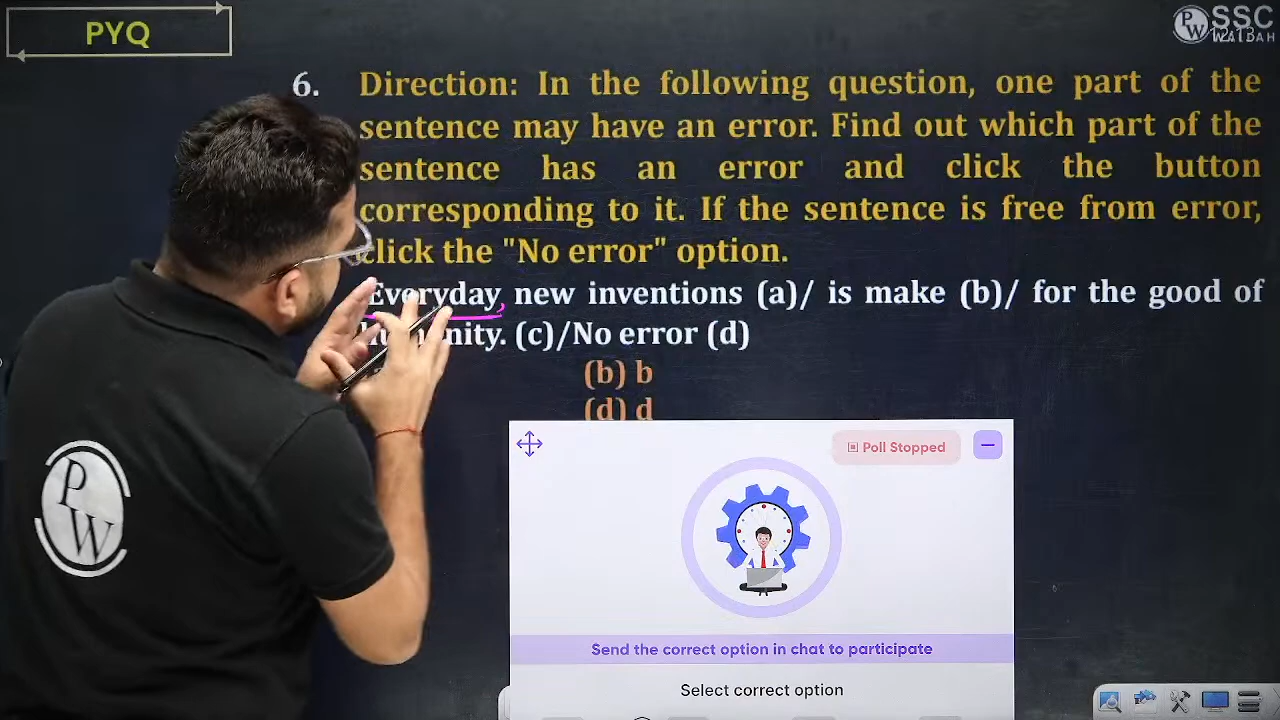 PYQ
SSC
6. Direction: In the following question, one part of the
sentence may have an error. Find out which part of the
sentence has an error and click the button
corresponding to it. If the sentence is free from error,
click the "No error" option.
Everyday new inventions (a)/ is make (b)/ for the good of
humanity. (c)/No error (d)
(b) b
(d) d
Poll Stopped
Send the correct option in chat to participate
Select correct option
PW
PW